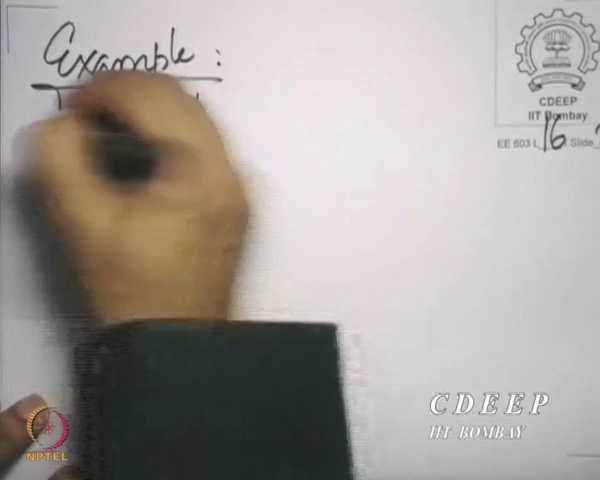 Example :
CDEEP
IIT Bombay
EE 603 L 16 Slide
CDEEP
IIT BOMBAY
NPTEL